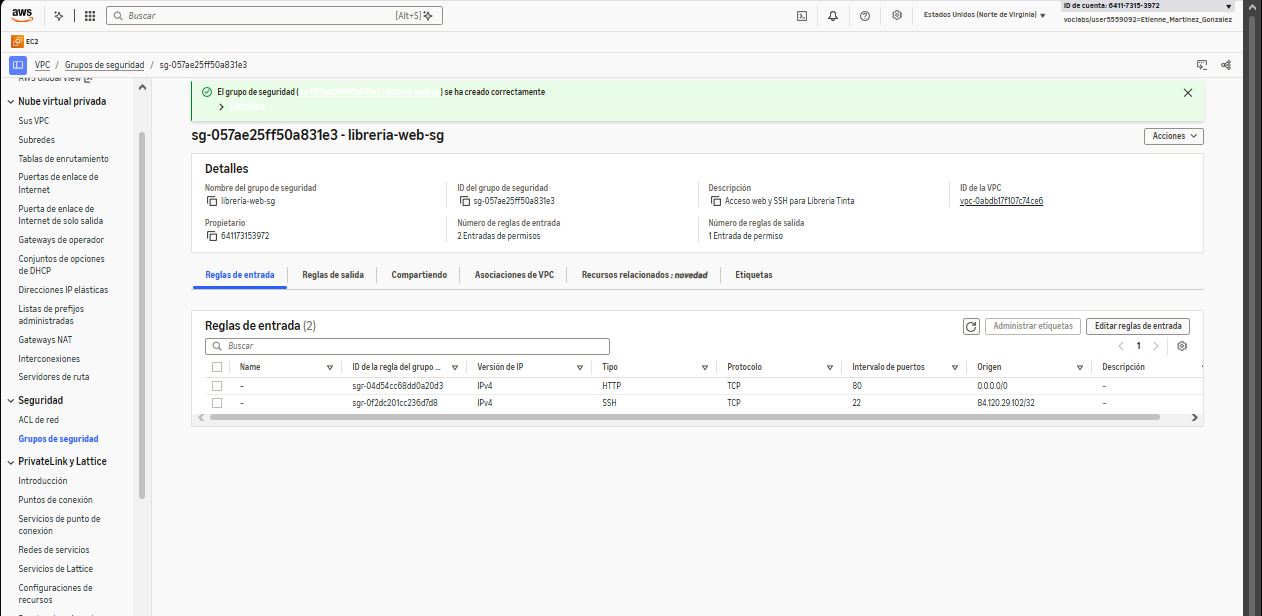 aws
Buscar
[Alt+S]
Estados Unidos (Norte de Virginia)
ID de cuenta: 6411-7315-3972
voclabs/user5559092=Etienne_Martinez_Gonzalez
EC2
VPC / Grupos de seguridad / sg-057ae25ff50a831e3
AWS Global View
Nube virtual privada
Sus VPC
Subredes
Tablas de enrutamiento
Puertas de enlace de
Internet
Puerta de enlace de
Internet de solo salida
Gateways de operador
Conjuntos de opciones
de DHCP
Direcciones IP elásticas
Listas de prefijos
administradas
Gateways NAT
Interconexiones
Servidores de ruta
Seguridad
ACL de red
Grupos de seguridad
PrivateLink y Lattice
Introducción
Puntos de conexión
Servicios de punto de
conexión
Redes de servicios
Servicios de Lattice
Configuraciones de
recursos
El grupo de seguridad (sg-057ae25ff50a831e3 | libreria-web-sg) se ha creado correctamente
Detalles
sg-057ae25ff50a831e3 - libreria-web-sg
Acciones
Detalles
Nombre del grupo de seguridad
libreria-web-sg
ID del grupo de seguridad
sg-057ae25ff50a831e3
Descripción
Acceso web y SSH para Libreria Tinta
ID de la VPC
vpc-0abdb17f107c74ce6
Propietario
641173153972
Número de reglas de entrada
2 Entradas de permisos
Número de reglas de salida
1 Entrada de permiso
Reglas de entrada
Reglas de salida
Compartiendo
Asociaciones de VPC
Recursos relacionados : novedad
Etiquetas
Reglas de entrada (2)
Administrar etiquetas
Editar reglas de entrada
Buscar
1
Name ID de la regla del grupo ... Versión de IP Tipo Protocolo Intervalo de puertos Origen Descripción
– sgr-04d54cc68dd0a20d3 IPv4 HTTP TCP 80 0.0.0.0/0 –
– sgr-0f2dc201cc236d7d8 IPv4 SSH TCP 22 84.120.29.102/32 –